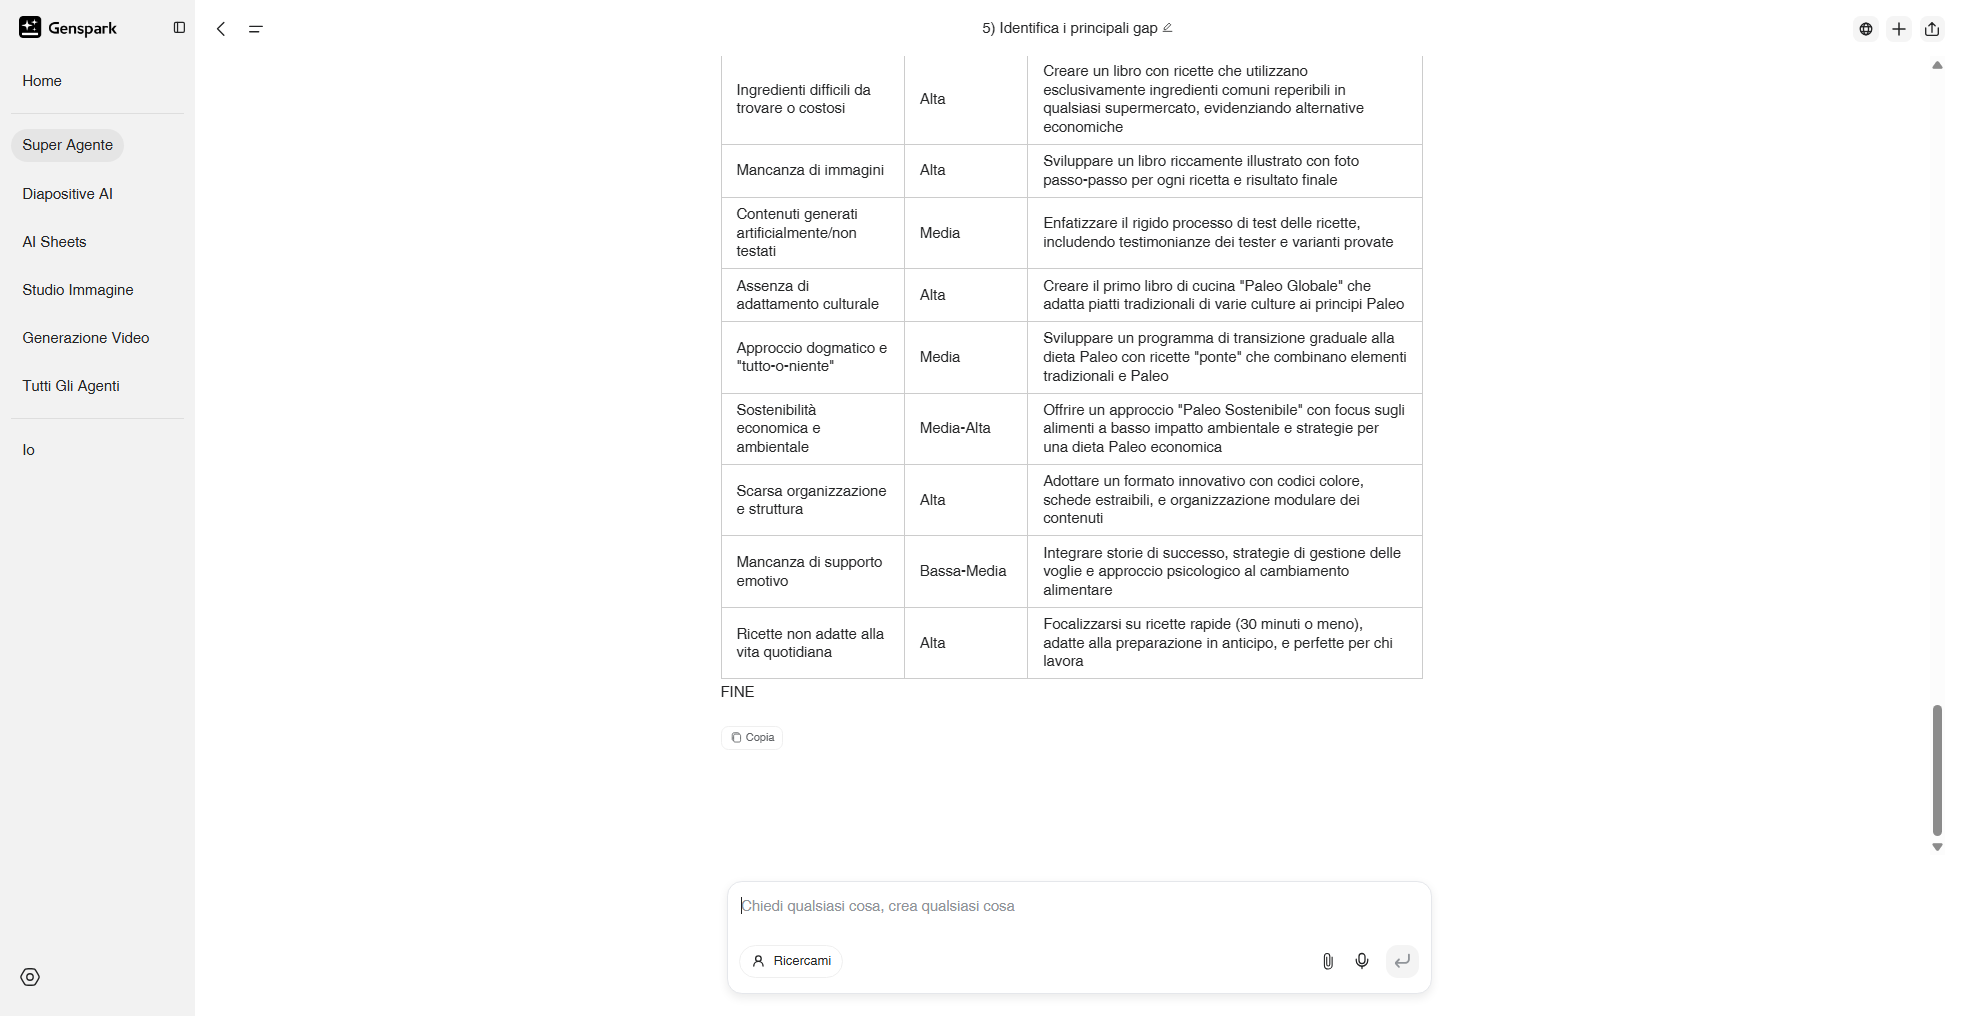 Genspark
5) Identifica i principali gap
Home
Super Agente
Diapositive AI
AI Sheets
Studio Immagine
Generazione Video
Tutti Gli Agenti
Io
Ingredienti difficili da
trovare o costosi
Alta
Creare un libro con ricette che utilizzano
esclusivamente ingredienti comuni reperibili in
qualsiasi supermercato, evidenziando alternative
economiche
Mancanza di immagini
Alta
Sviluppare un libro riccamente illustrato con foto
passo-passo per ogni ricetta e risultato finale
Contenuti generati
artificialmente/non
testati
Media
Enfatizzare il rigido processo di test delle ricette,
includendo testimonianze dei tester e varianti provate
Assenza di
adattamento culturale
Alta
Creare il primo libro di cucina "Paleo Globale" che
adatta piatti tradizionali di varie culture ai principi Paleo
Approccio dogmatico e
"tutto-o-niente"
Media
Sviluppare un programma di transizione graduale alla
dieta Paleo con ricette "ponte" che combinano elementi
tradizionali e Paleo
Sostenibilità
economica e
ambientale
Media-Alta
Offrire un approccio "Paleo Sostenibile" con focus sugli
alimenti a basso impatto ambientale e strategie per
una dieta Paleo economica
Scarsa organizzazione
e struttura
Alta
Adottare un formato innovativo con codici colore,
schede estraibili, e organizzazione modulare dei
contenuti
Mancanza di supporto
emotivo
Bassa-Media
Integrare storie di successo, strategie di gestione delle
voglie e approccio psicologico al cambiamento
alimentare
Ricette non adatte alla
vita quotidiana
Alta
Focalizzarsi su ricette rapide (30 minuti o meno),
adatte alla preparazione in anticipo, e perfette per chi
lavora
FINE
Copia
Chiedi qualsiasi cosa, crea qualsiasi cosa
Ricercami